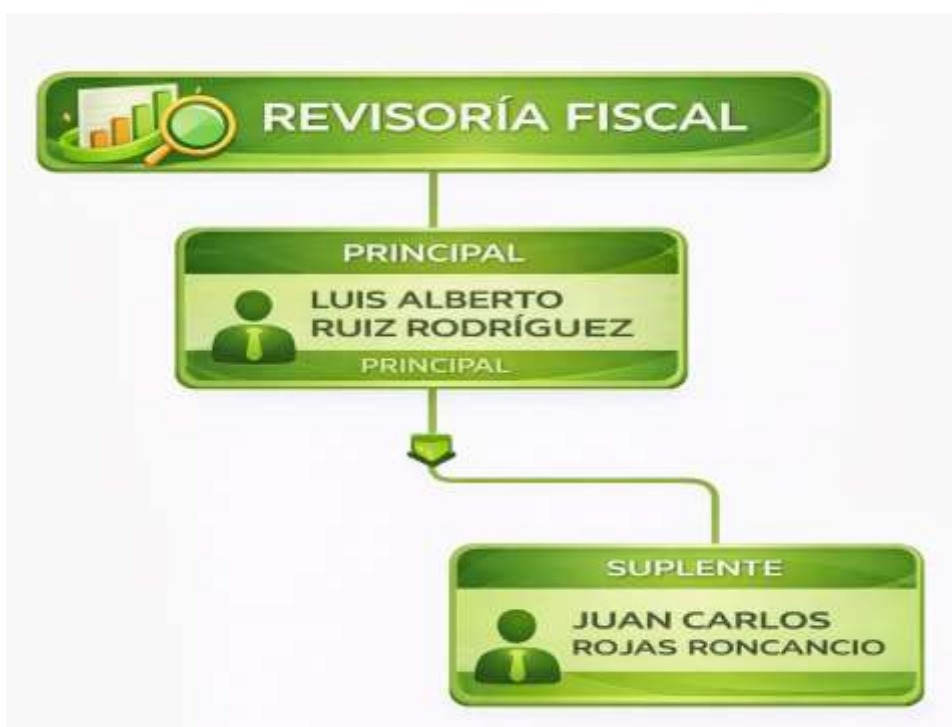 REVISORÍA FISCAL
PRINCIPAL
LUIS ALBERTO
RUIZ RODRÍGUEZ
PRINCIPAL
SUPLENTE
JUAN CARLOS
ROJAS RONCANCIO